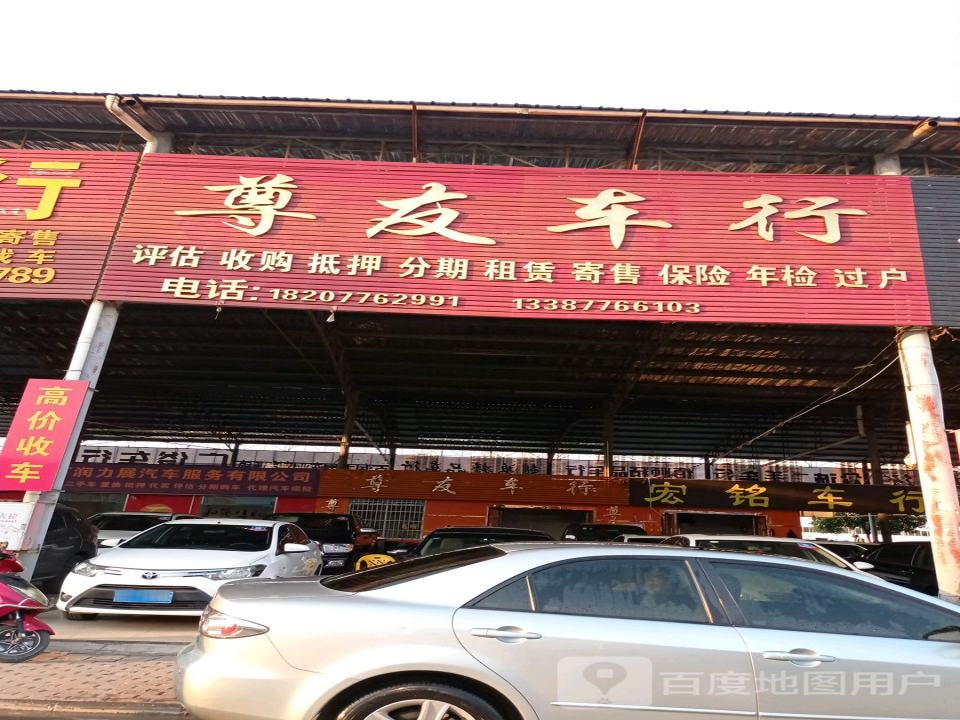 行
寄售
车
789
尊友车行
评估 收购 抵押 分期 租赁 寄售 保险 年检 过户
电话:18207762991 13387766103
高价收车
润力展汽车服务有限公司
尊友车行
宏铭车行
百度地图用户